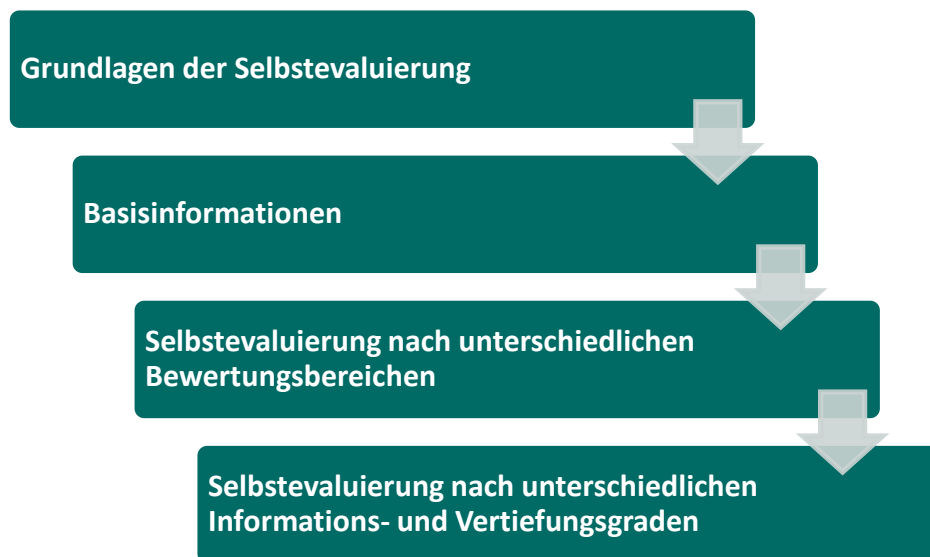 Grundlagen der Selbstevaluierung
Basisinformationen
Selbstevaluierung nach unterschiedlichen
Bewertungsbereichen
Selbstevaluierung nach unterschiedlichen
Informations- und Vertiefungsgraden